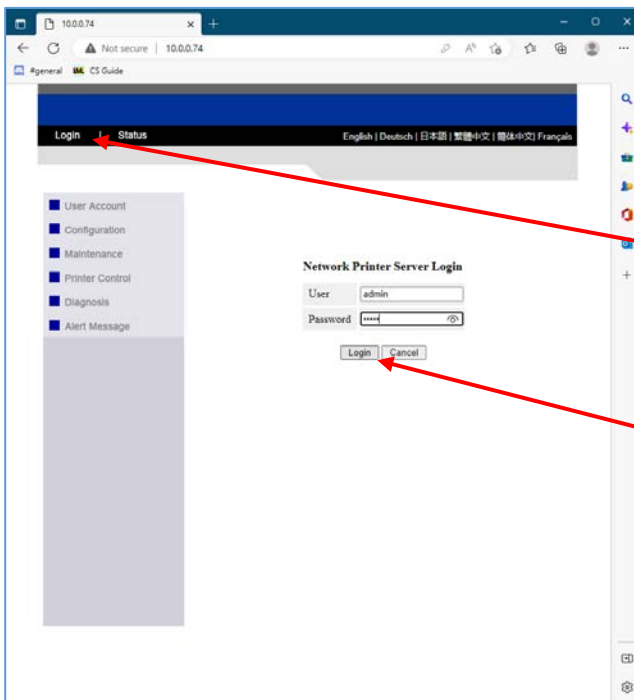 10.0.0.74
Not secure | 10.0.0.74
#general IML CS Guide
Login | Status English | Deutsch | 日本語 | 繁體中文 | 简体中文| Français
User Account
Configuration
Maintenance
Printer Control
Diagnosis
Alert Message
Network Printer Server Login
User admin
Password •••••
Login Cancel